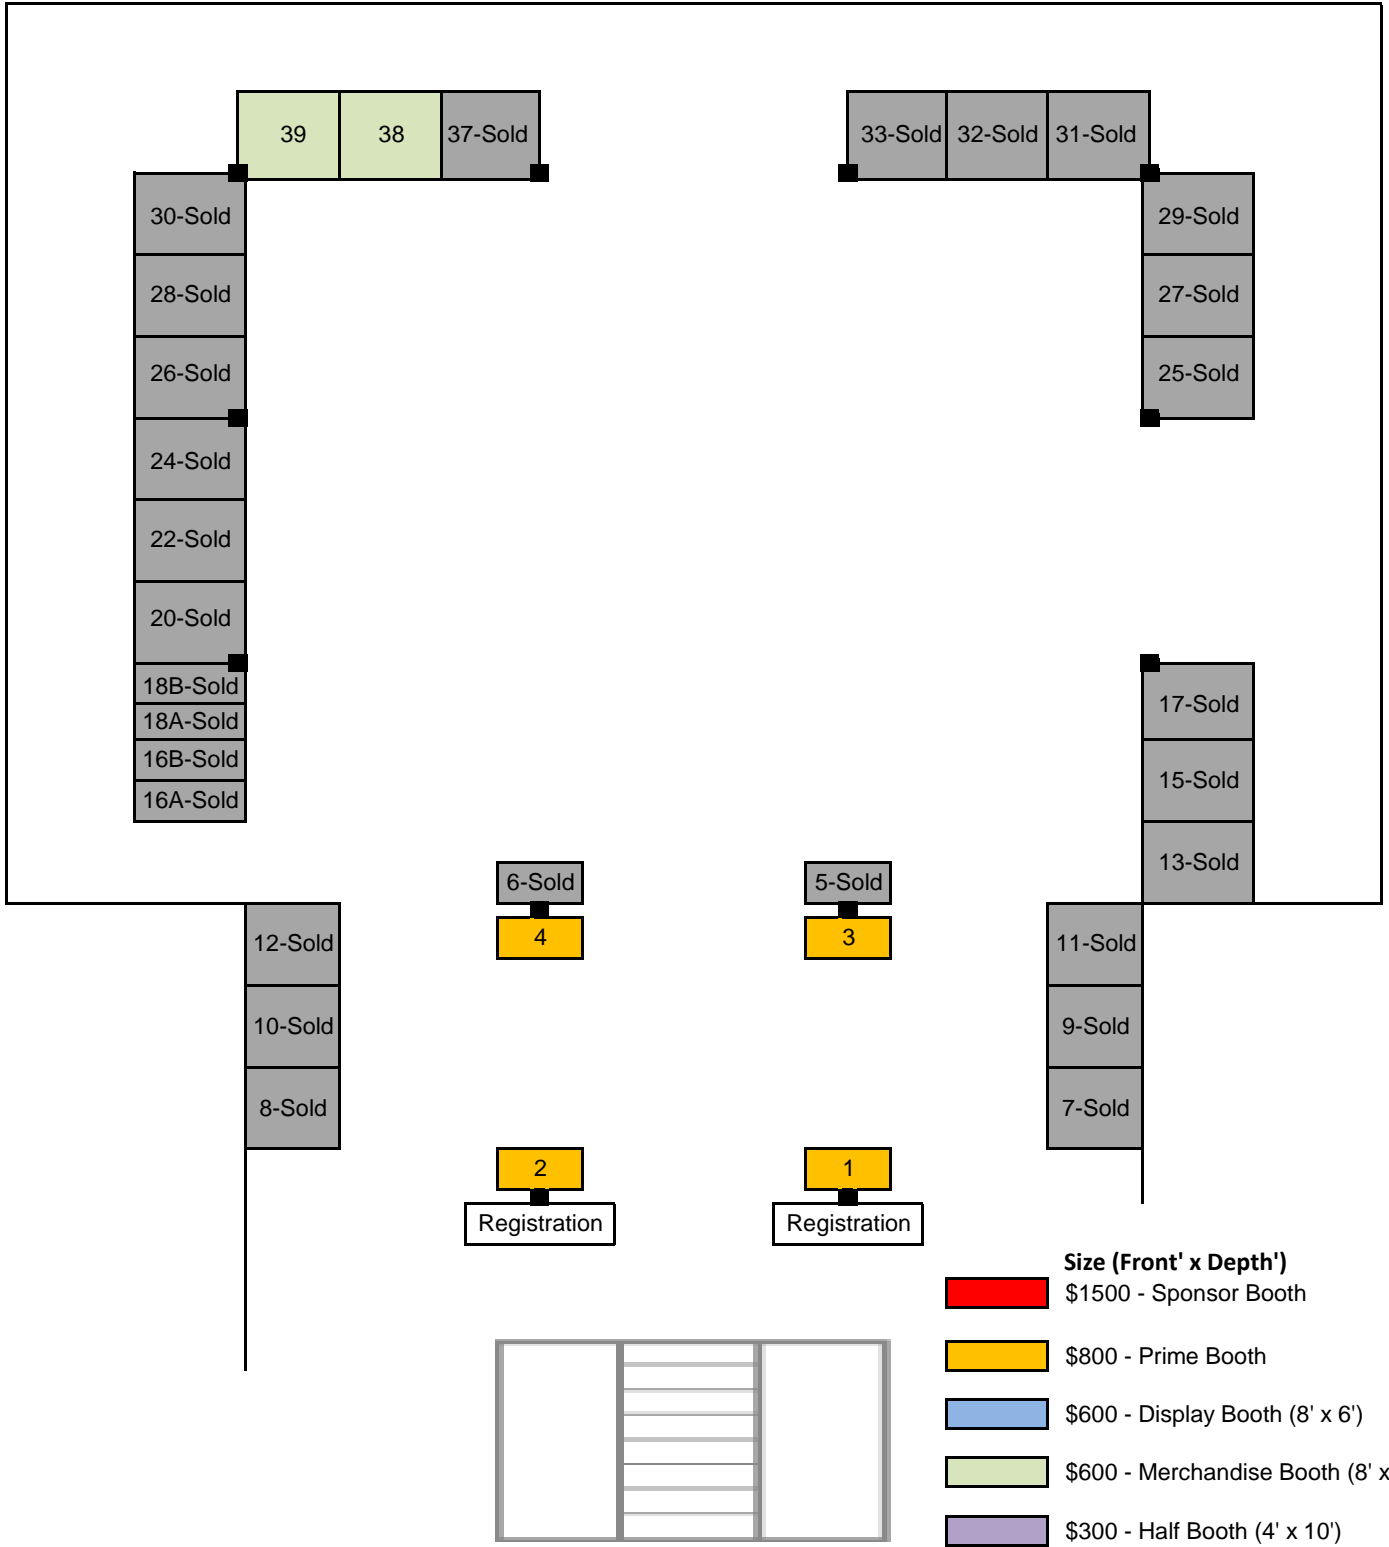 39 38 37-Sold 33-Sold 32-Sold 31-Sold
30-Sold 29-Sold
28-Sold 27-Sold
26-Sold 25-Sold
24-Sold
22-Sold
20-Sold
18B-Sold
17-Sold
18A-Sold
16B-Sold
15-Sold
16A-Sold
13-Sold
6-Sold 5-Sold
4 3
12-Sold 11-Sold
10-Sold 9-Sold
8-Sold 7-Sold
2 1
Registration Registration
Size (Front' x Depth')
$1500 - Sponsor Booth
$800 - Prime Booth
$600 - Display Booth (8' x 6')
$600 - Merchandise Booth (8' x
$300 - Half Booth (4' x 10')